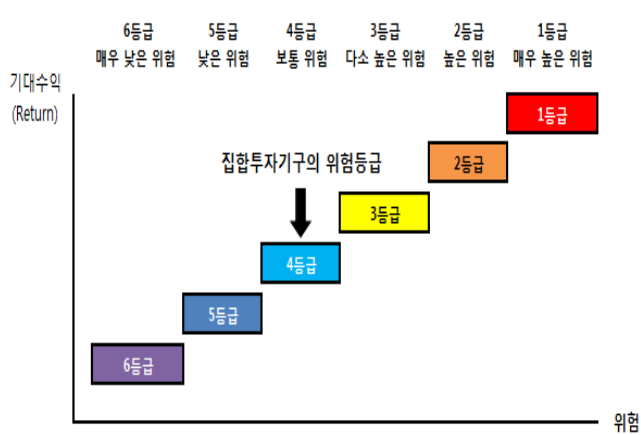 6등급 5등급 4등급 3등급 2등급 1등급
매우 낮은 위험 낮은 위험 보통 위험 다소 높은 위험 높은 위험 매우 높은 위험
기대수익
(Return)
1등급
2등급
집합투자기구의 위험등급
3등급
4등급
5등급
6등급
위험